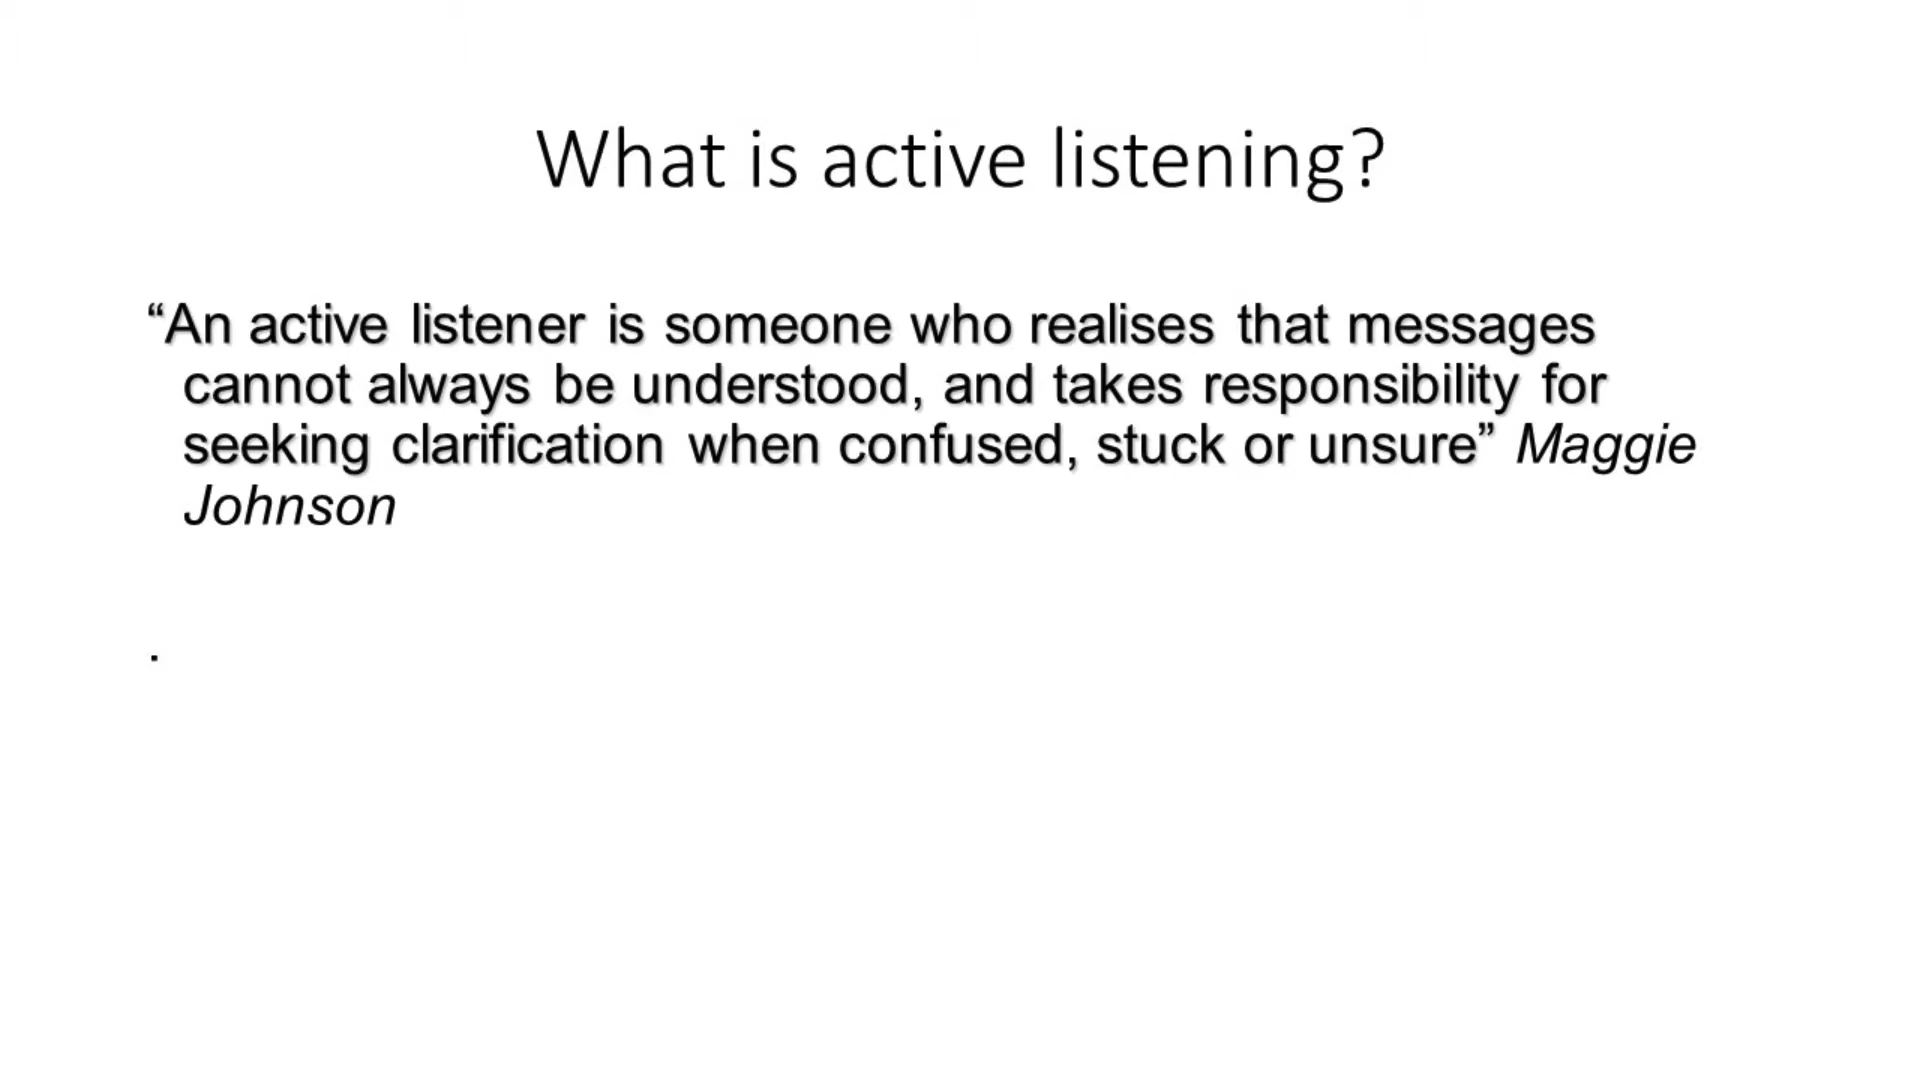 What is active listening?
“An active listener is someone who realises that messages
cannot always be understood, and takes responsibility for
seeking clarification when confused, stuck or unsure” Maggie
Johnson
.